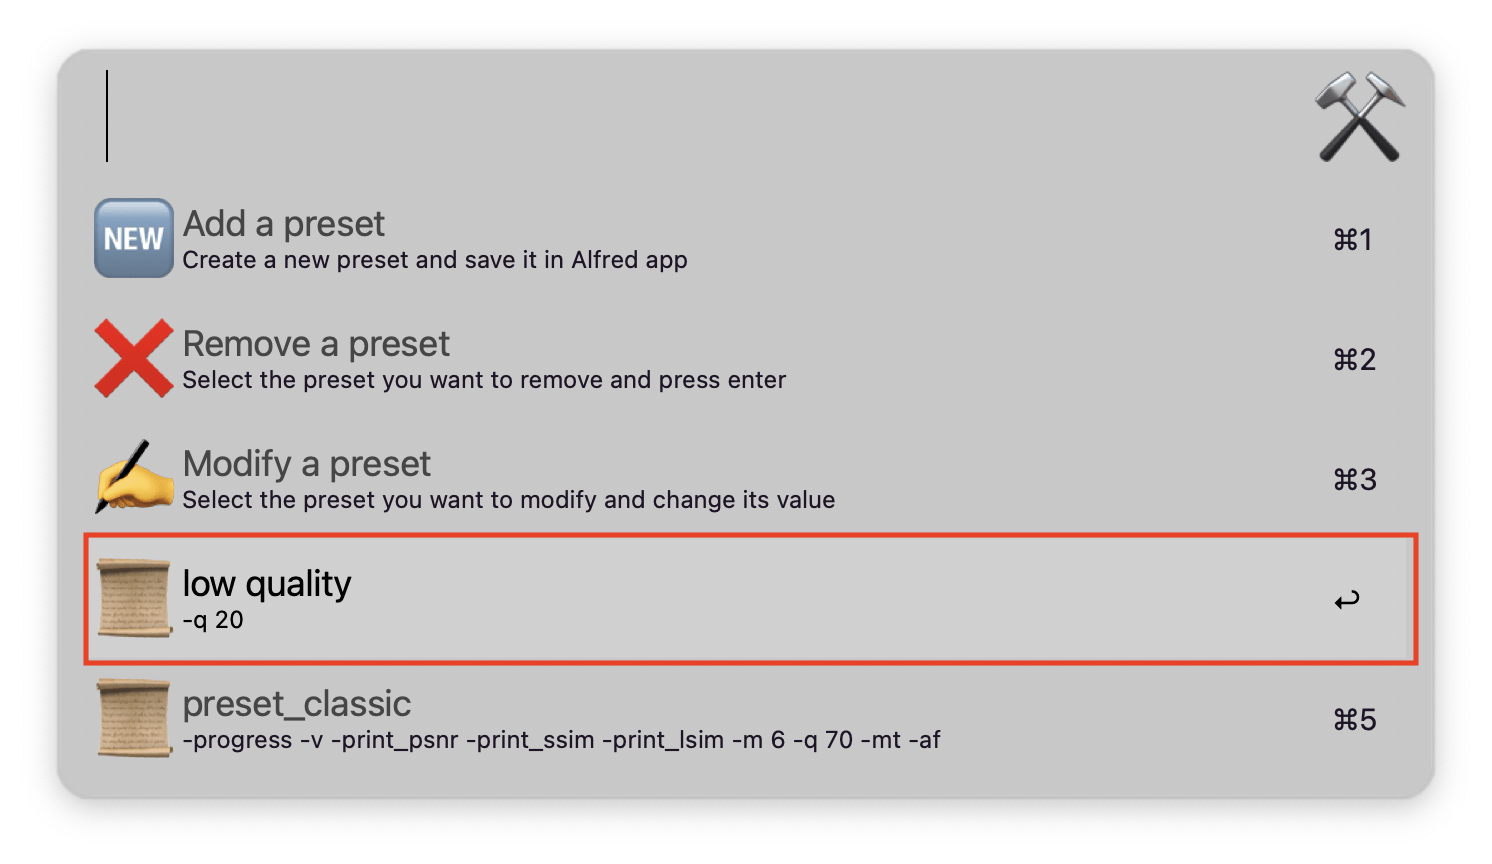 NEW
Add a preset
Create a new preset and save it in Alfred app
⌘1
Remove a preset
Select the preset you want to remove and press enter
⌘2
Modify a preset
Select the preset you want to modify and change its value
⌘3
low quality
-q 20
↩
preset_classic
-progress -v -print_psnr -print_ssim -print_lsim -m 6 -q 70 -mt -af
⌘5